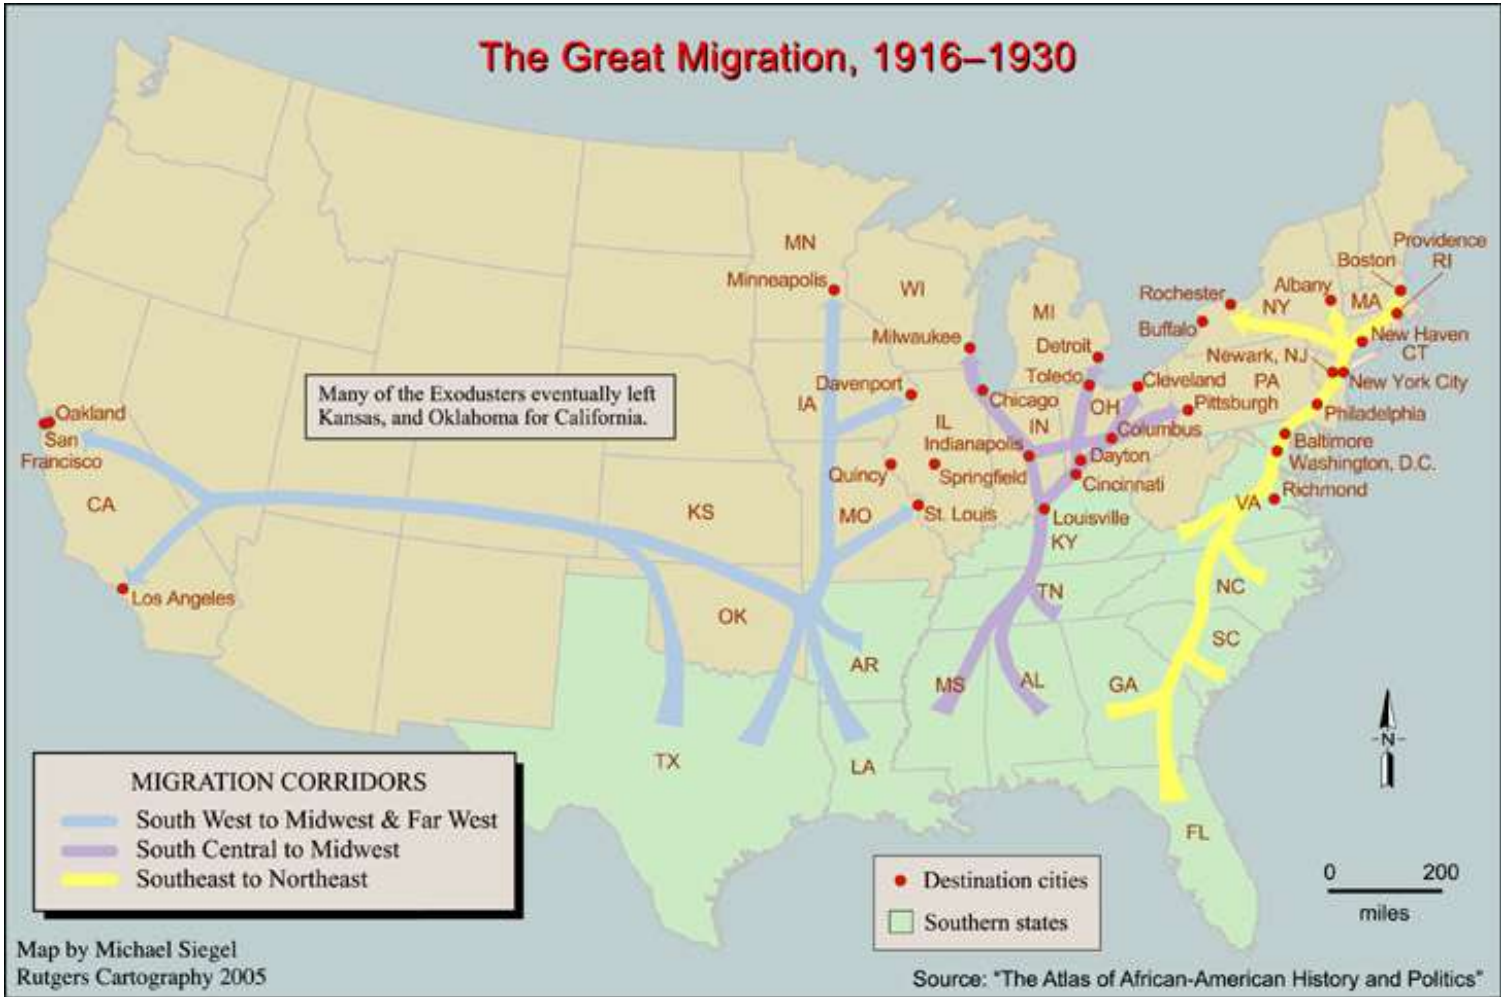 The Great Migration, 1916–1930
MN
Minneapolis
WI
MI
Milwaukee
Detroit
Toledo
Davenport
IA
Chicago
IL
IN
OH
Indianapolis
Cleveland
PA
Pittsburgh
Columbus
Dayton
Cincinnati
Quincy
Springfield
MO
St. Louis
Louisville
KY
Providence
RI
Boston
Albany
Rochester
NY
MA
Buffalo
New Haven
CT
Newark, NJ
New York City
Philadelphia
Baltimore
Washington, D.C.
Richmond
VA
Many of the Exodusters eventually left
Kansas, and Oklahoma for California.
Oakland
San
Francisco
CA
Los Angeles
KS
OK
TN
NC
SC
AR
MS
AL
GA
TX
LA
FL
MIGRATION CORRIDORS
South West to Midwest & Far West
South Central to Midwest
Southeast to Northeast
Destination cities
Southern states
-N-
0 200
miles
Map by Michael Siegel
Rutgers Cartography 2005
Source: "The Atlas of African-American History and Politics"